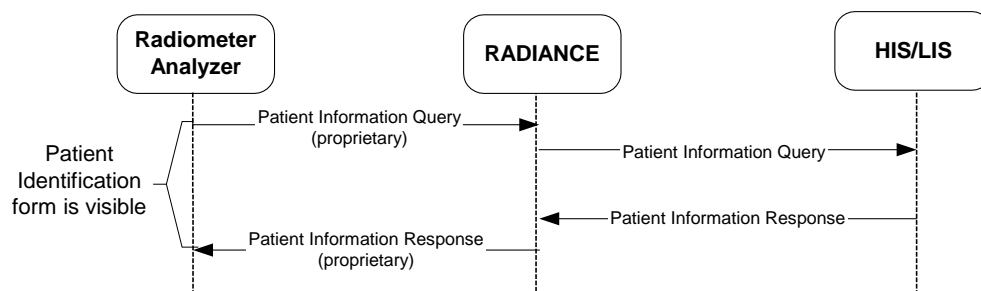 Radiometer
Analyzer
RADIANCE
HIS/LIS
Patient Information Query
(proprietary)
Patient Information Query
Patient
Identification
form is visible
Patient Information Response
Patient Information Response
(proprietary)